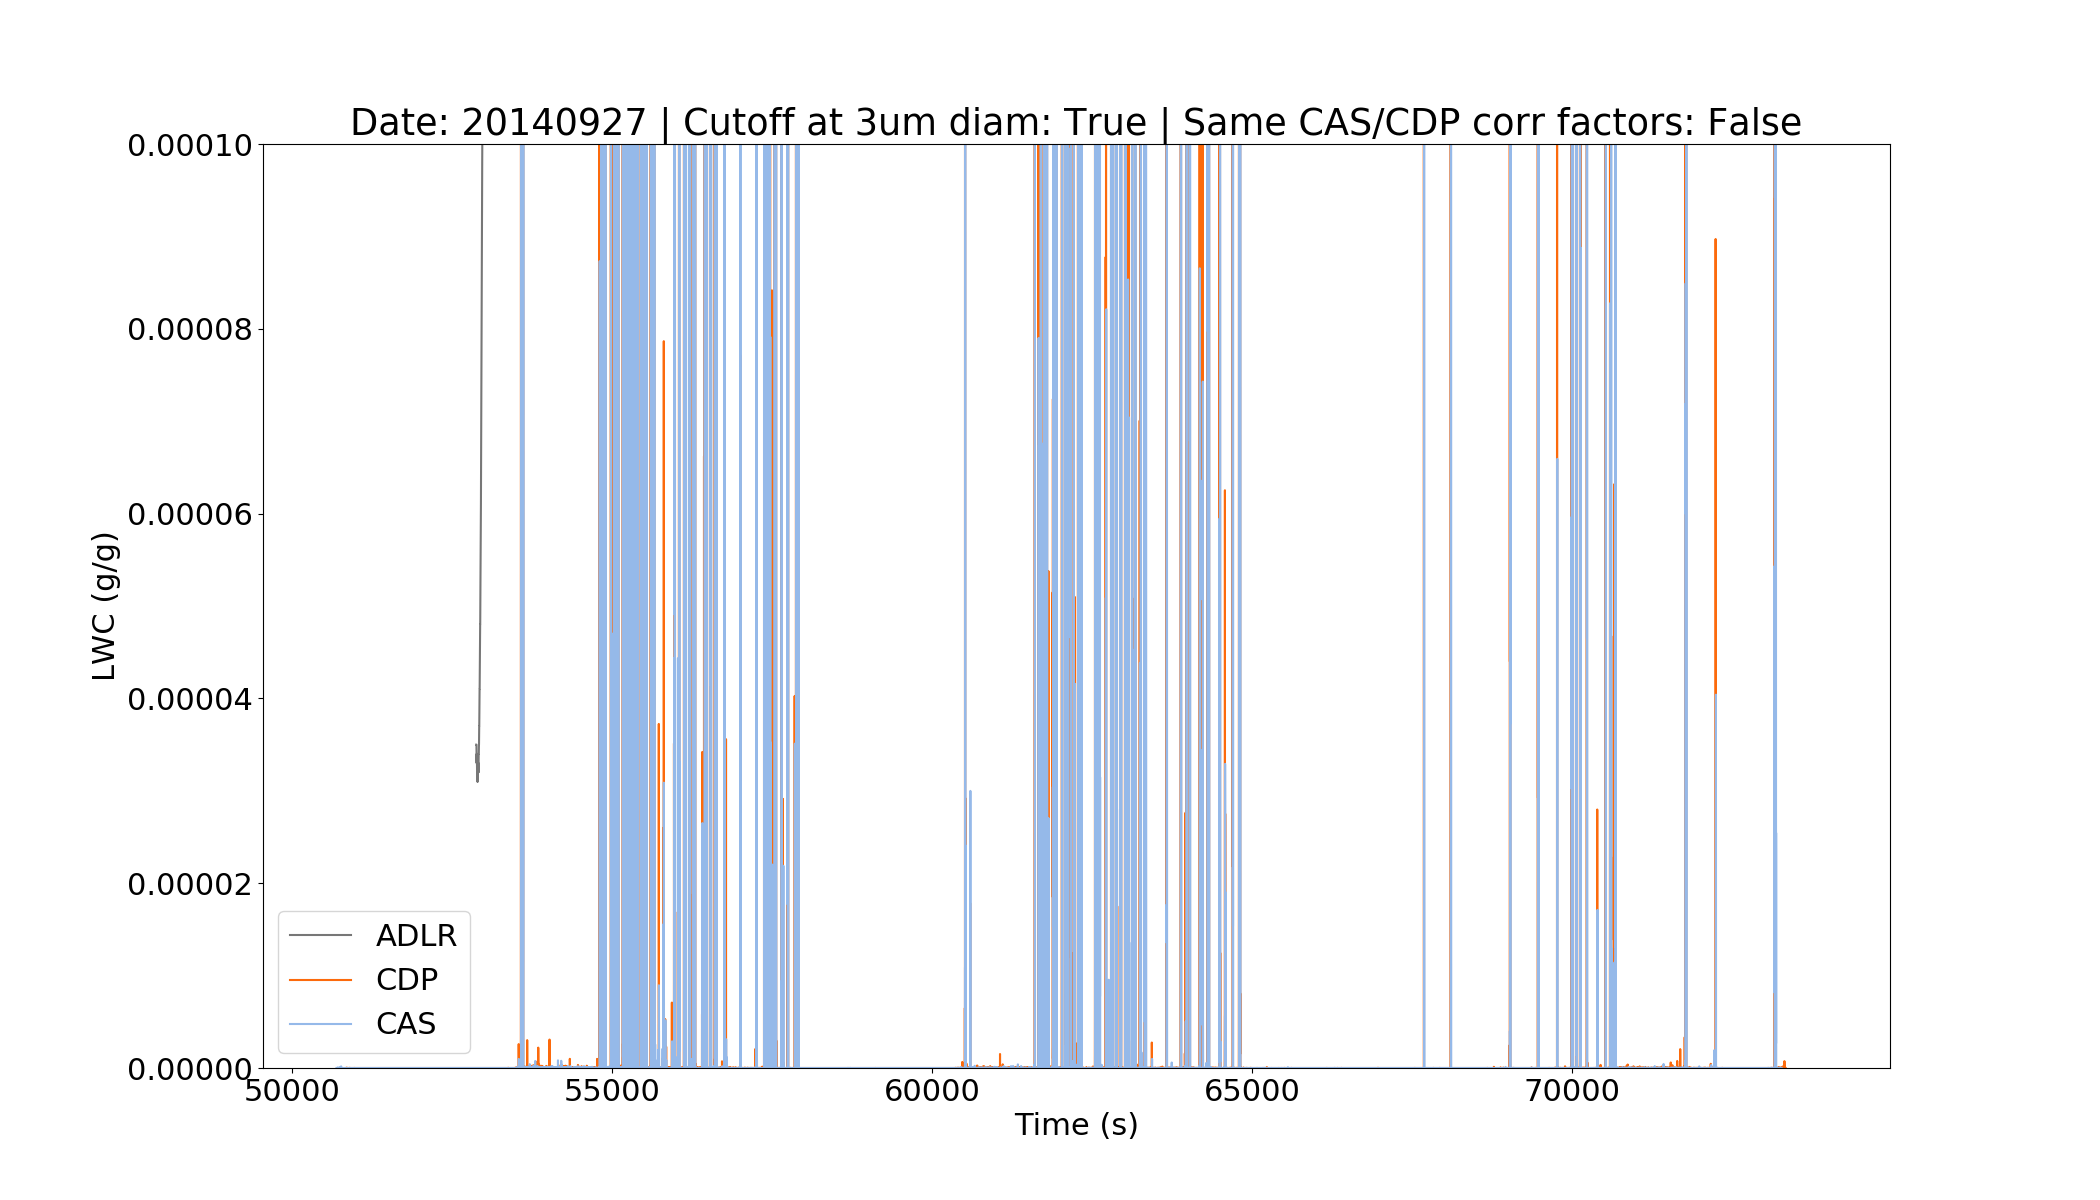 Date: 20140927 | Cutoff at 3um diam: True | Same CAS/CDP corr factors: False
0.00010
0.00008
0.00006
0.00004
0.00002
0.00000
LWC (g/g)
ADLR
CDP
CAS
50000 55000 60000 65000 70000
Time (s)